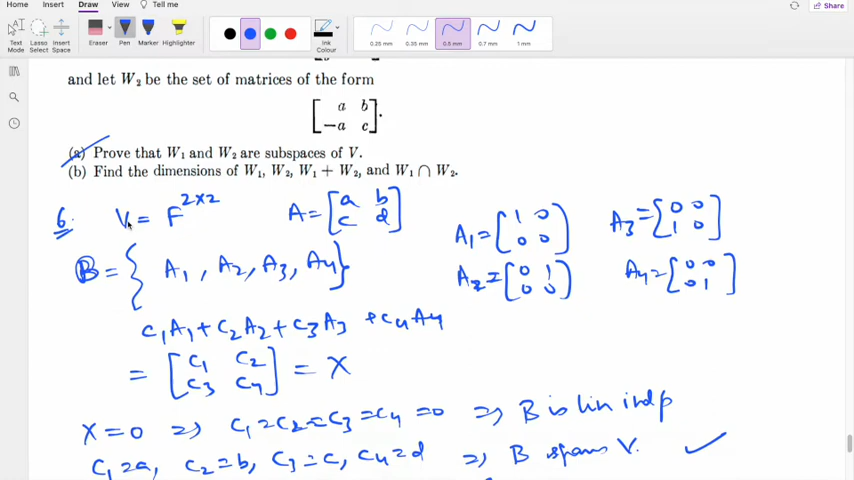 Home Insert Draw View Tell me Share
Text Mode Lasso Select Insert Space Eraser Pen Marker Highlighter Ink Colour 0.25 mm 0.35 mm 0.5 mm 0.7 mm 1 mm
and let W₂ be the set of matrices of the form
[ a b
-a c ].
(a) Prove that W₁ and W₂ are subspaces of V.
(b) Find the dimensions of W₁, W₂, W₁ + W₂, and W₁ ∩ W₂.
6. V = F^{2×2} A = [ a b
c d ]
A₁ = [ 1 0
0 0 ] A₃ = [ 0 0
1 0 ]
B = { A₁, A₂, A₃, A₄ } A₂ = [ 0 1
0 0 ] A₄ = [ 0 0
0 1 ]
c₁A₁ + c₂A₂ + c₃A₃ + c₄A₄
= [ c₁ c₂
c₃ c₄ ] = X
X = 0 ⇒ c₁ = c₂ = c₃ = c₄ = 0 ⇒ B is lin indp
c₁ = a, c₂ = b, c₃ = c, c₄ = d ⇒ B spans V. ✓